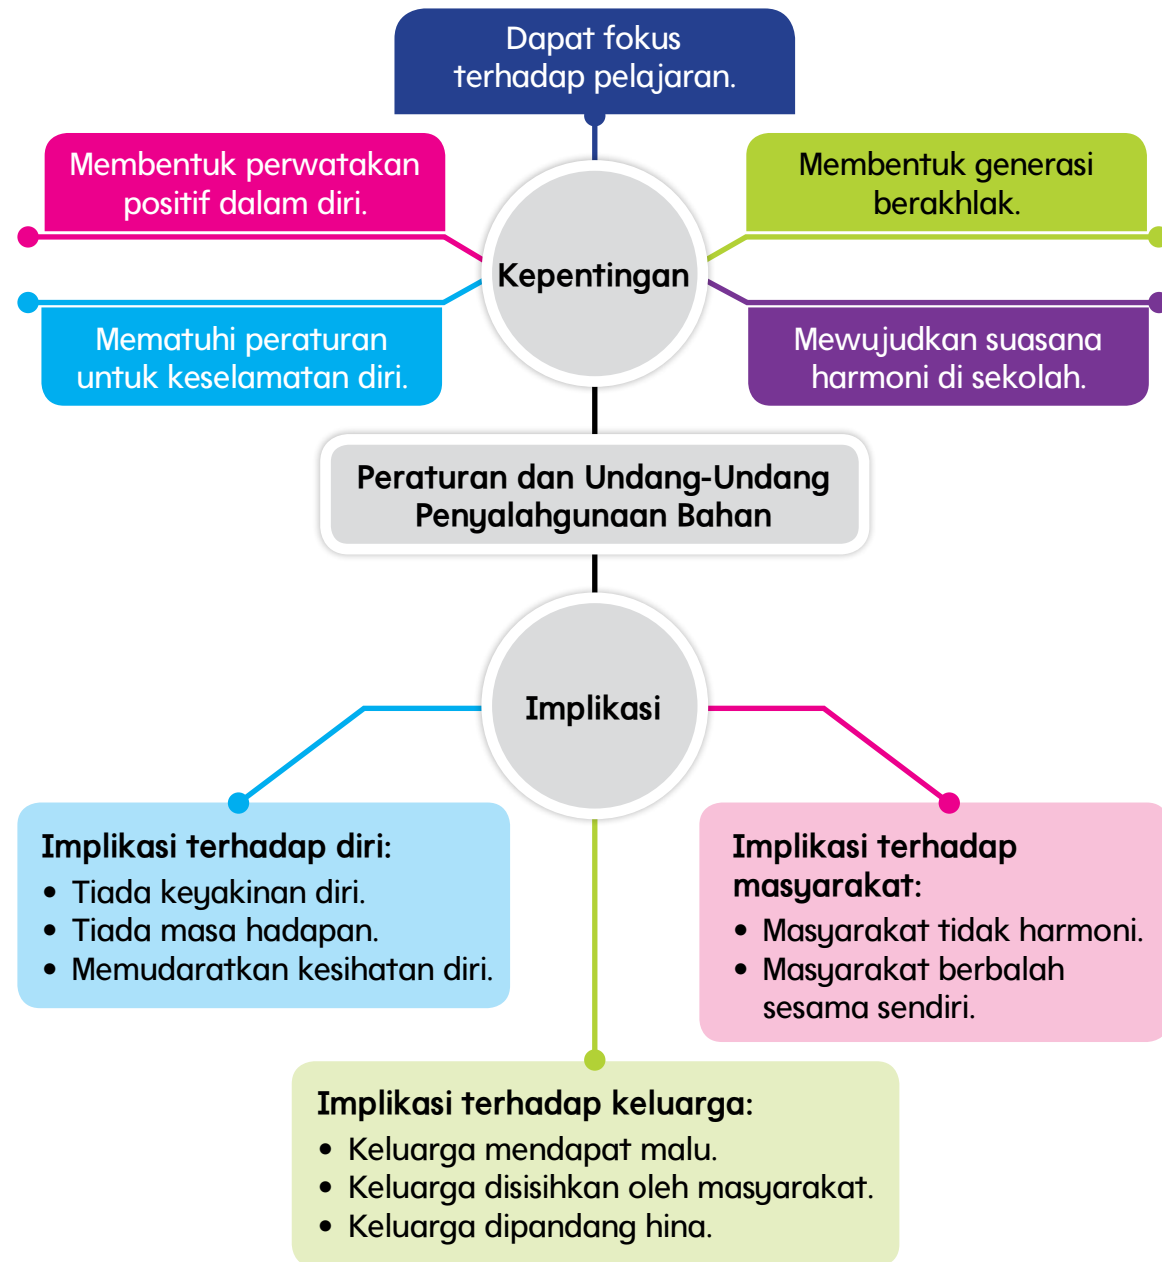 Dapat fokus
terhadap pelajaran.
Membentuk perwatakan
positif dalam diri.
Membentuk generasi
berakhlak.
Kepentingan
Mematuhi peraturan
untuk keselamatan diri.
Mewujudkan suasana
harmoni di sekolah.
Peraturan dan Undang-Undang
Penyalahgunaan Bahan
Implikasi
Implikasi terhadap diri:
• Tiada keyakinan diri.
• Tiada masa hadapan.
• Memudaratkan kesihatan diri.
Implikasi terhadap
masyarakat:
• Masyarakat tidak harmoni.
• Masyarakat berbalah
sesama sendiri.
Implikasi terhadap keluarga:
• Keluarga mendapat malu.
• Keluarga disisihkan oleh masyarakat.
• Keluarga dipandang hina.